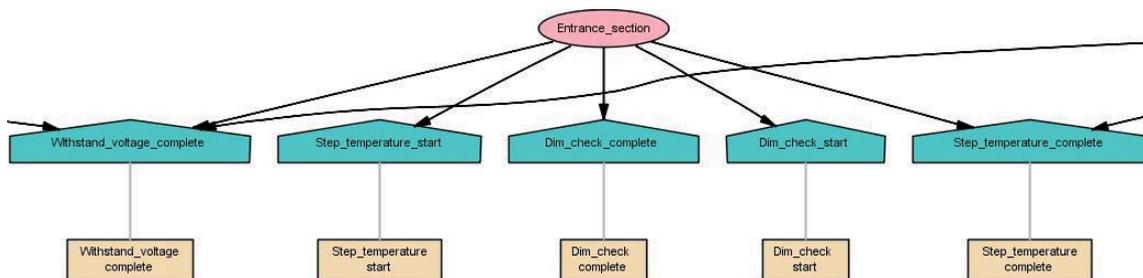 Entrance_section
Withstand_voltage_complete
Step_temperature_start
Dim_check_complete
Dim_check_start
Step_temperature_complete
Withstand_voltage
complete
Step_temperature
start
Dim_check
complete
Dim_check
start
Step_temperature
complete